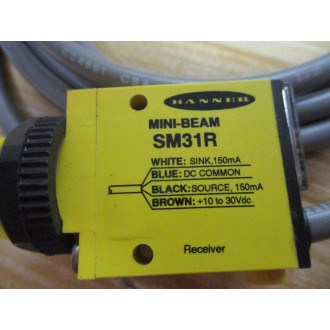 BANNER
MINI-BEAM
SM31R
WHITE: SINK,150mA
BLUE: DC COMMON
BLACK: SOURCE, 150mA
BROWN: +10 to 30Vdc
Receiver